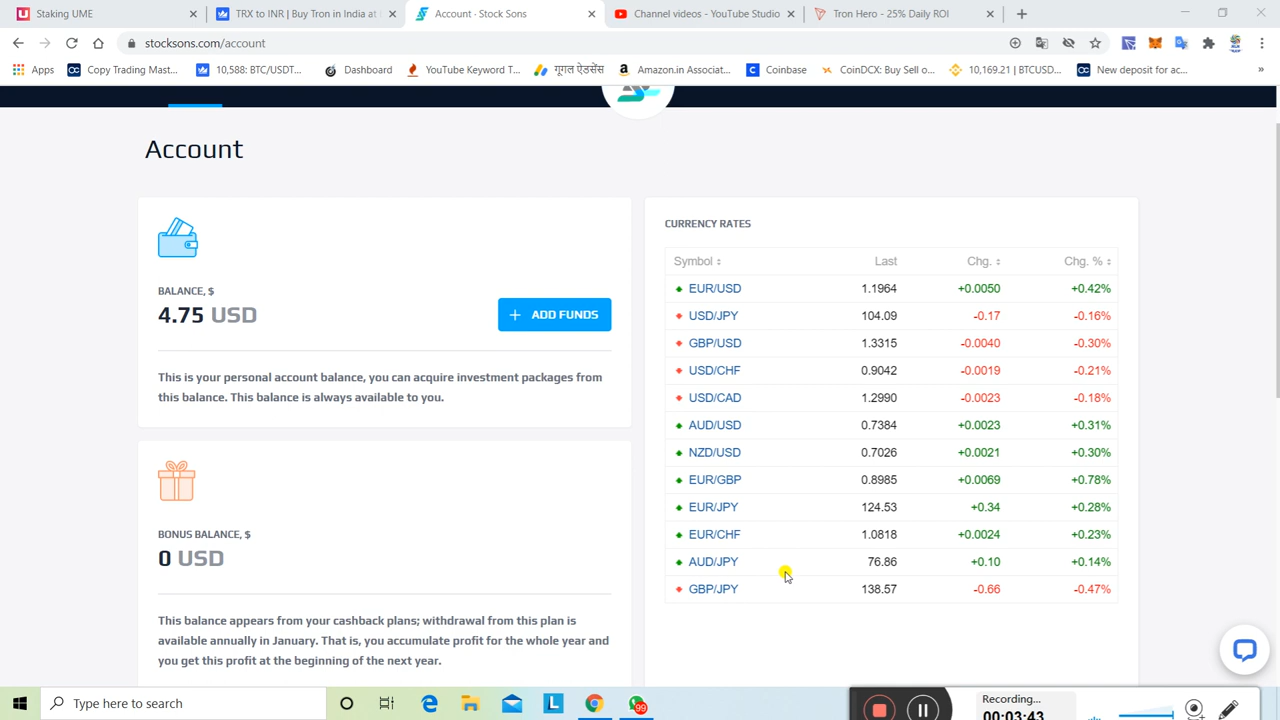 Staking UME
TRX to INR | Buy Tron in India at
Account · Stock Sons
Channel videos - YouTube Studio
Tron Hero - 25% Daily ROI
stocksons.com/account
Apps
Copy Trading Mast...
10,588: BTC/USDT...
Dashboard
YouTube Keyword T...
गूगल ऐडसेंस
Amazon.in Associat...
Coinbase
CoinDCX: Buy Sell o...
10,169.21 | BTCUSD...
New deposit for ac...
Account
BALANCE, $
4.75 USD
+ ADD FUNDS
This is your personal account balance, you can acquire investment packages from
this balance. This balance is always available to you.
BONUS BALANCE, $
0 USD
This balance appears from your cashback plans; withdrawal from this plan is
available annually in January. That is, you accumulate profit for the whole year and
you get this profit at the beginning of the next year.
CURRENCY RATES
Symbol Last Chg. Chg. %
EUR/USD 1.1964 +0.0050 +0.42%
USD/JPY 104.09 -0.17 -0.16%
GBP/USD 1.3315 -0.0040 -0.30%
USD/CHF 0.9042 -0.0019 -0.21%
USD/CAD 1.2990 -0.0023 -0.18%
AUD/USD 0.7384 +0.0023 +0.31%
NZD/USD 0.7026 +0.0021 +0.30%
EUR/GBP 0.8985 +0.0069 +0.78%
EUR/JPY 124.53 +0.34 +0.28%
EUR/CHF 1.0818 +0.0024 +0.23%
AUD/JPY 76.86 +0.10 +0.14%
GBP/JPY 138.57 -0.66 -0.47%
Type here to search
L
99
Recording...
00:03:43